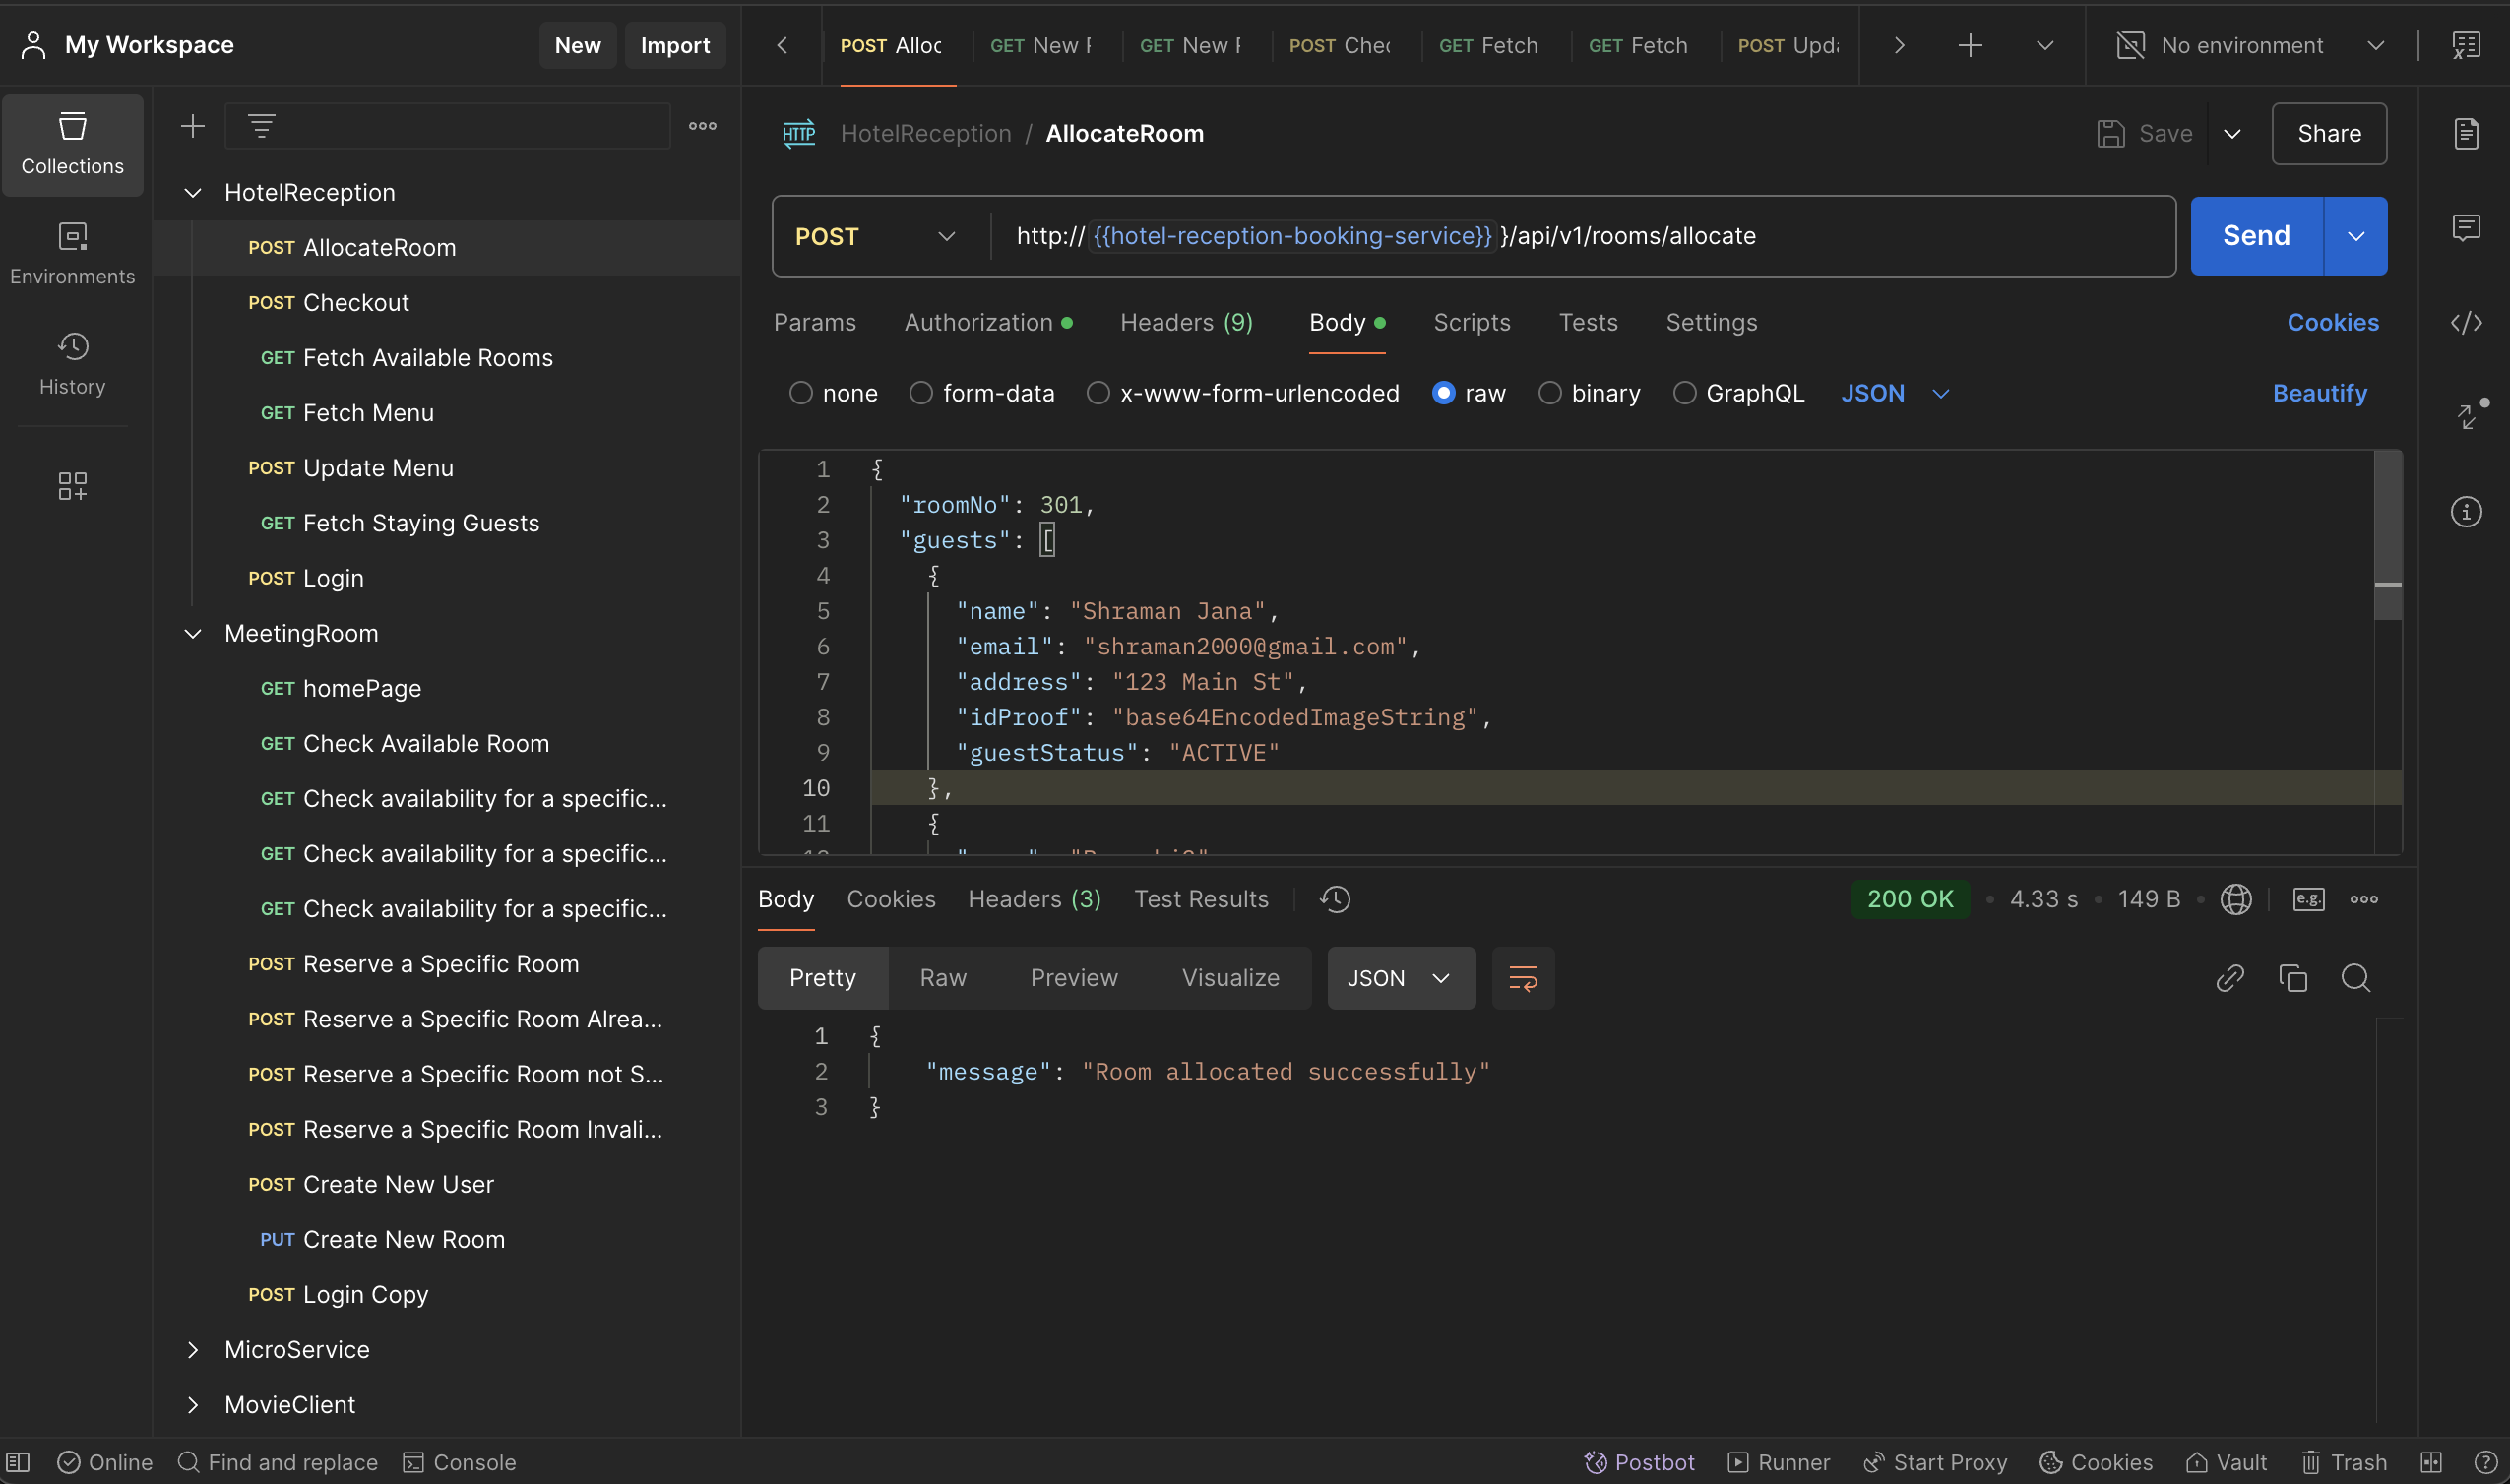 My Workspace
New
Import
POST Alloc
GET New F
GET New F
POST Chec
GET Fetch
GET Fetch
POST Upda
No environment
Collections
Environments
History
HotelReception
POST AllocateRoom
POST Checkout
GET Fetch Available Rooms
GET Fetch Menu
POST Update Menu
GET Fetch Staying Guests
POST Login
MeetingRoom
GET homePage
GET Check Available Room
GET Check availability for a specific...
GET Check availability for a specific...
GET Check availability for a specific...
POST Reserve a Specific Room
POST Reserve a Specific Room Alrea...
POST Reserve a Specific Room not S...
POST Reserve a Specific Room Invali...
POST Create New User
PUT Create New Room
POST Login Copy
MicroService
MovieClient
HTTP HotelReception / AllocateRoom
Save
Share
POST
http://{{hotel-reception-booking-service}}}/api/v1/rooms/allocate
Send
Params Authorization Headers (9) Body Scripts Tests Settings
Cookies
none form-data x-www-form-urlencoded raw binary GraphQL JSON
Beautify
1 {
2 "roomNo": 301,
3 "guests": [
4 {
5 "name": "Shraman Jana",
6 "email": "shraman2000@gmail.com",
7 "address": "123 Main St",
8 "idProof": "base64EncodedImageString",
9 "guestStatus": "ACTIVE"
10 },
11 {
Body Cookies Headers (3) Test Results
200 OK 4.33 s 149 B e.g.
Pretty Raw Preview Visualize JSON
1 {
2 "message": "Room allocated successfully"
3 }
Online Find and replace Console
Postbot Runner Start Proxy Cookies Vault Trash